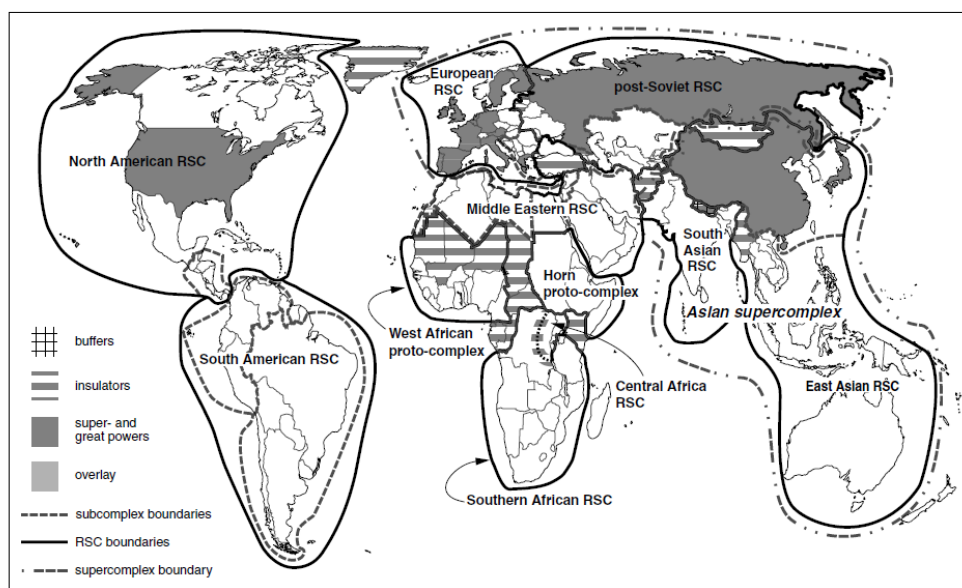 European
RSC
post-Soviet RSC
North American RSC
Middle Eastern RSC
South
Asian
RSC
Horn
proto-complex
Asian supercomplex
West African
proto-complex
South American RSC
Central Africa
RSC
East Asian RSC
Southern African RSC
buffers
insulators
super- and
great powers
overlay
subcomplex boundaries
RSC boundaries
supercomplex boundary